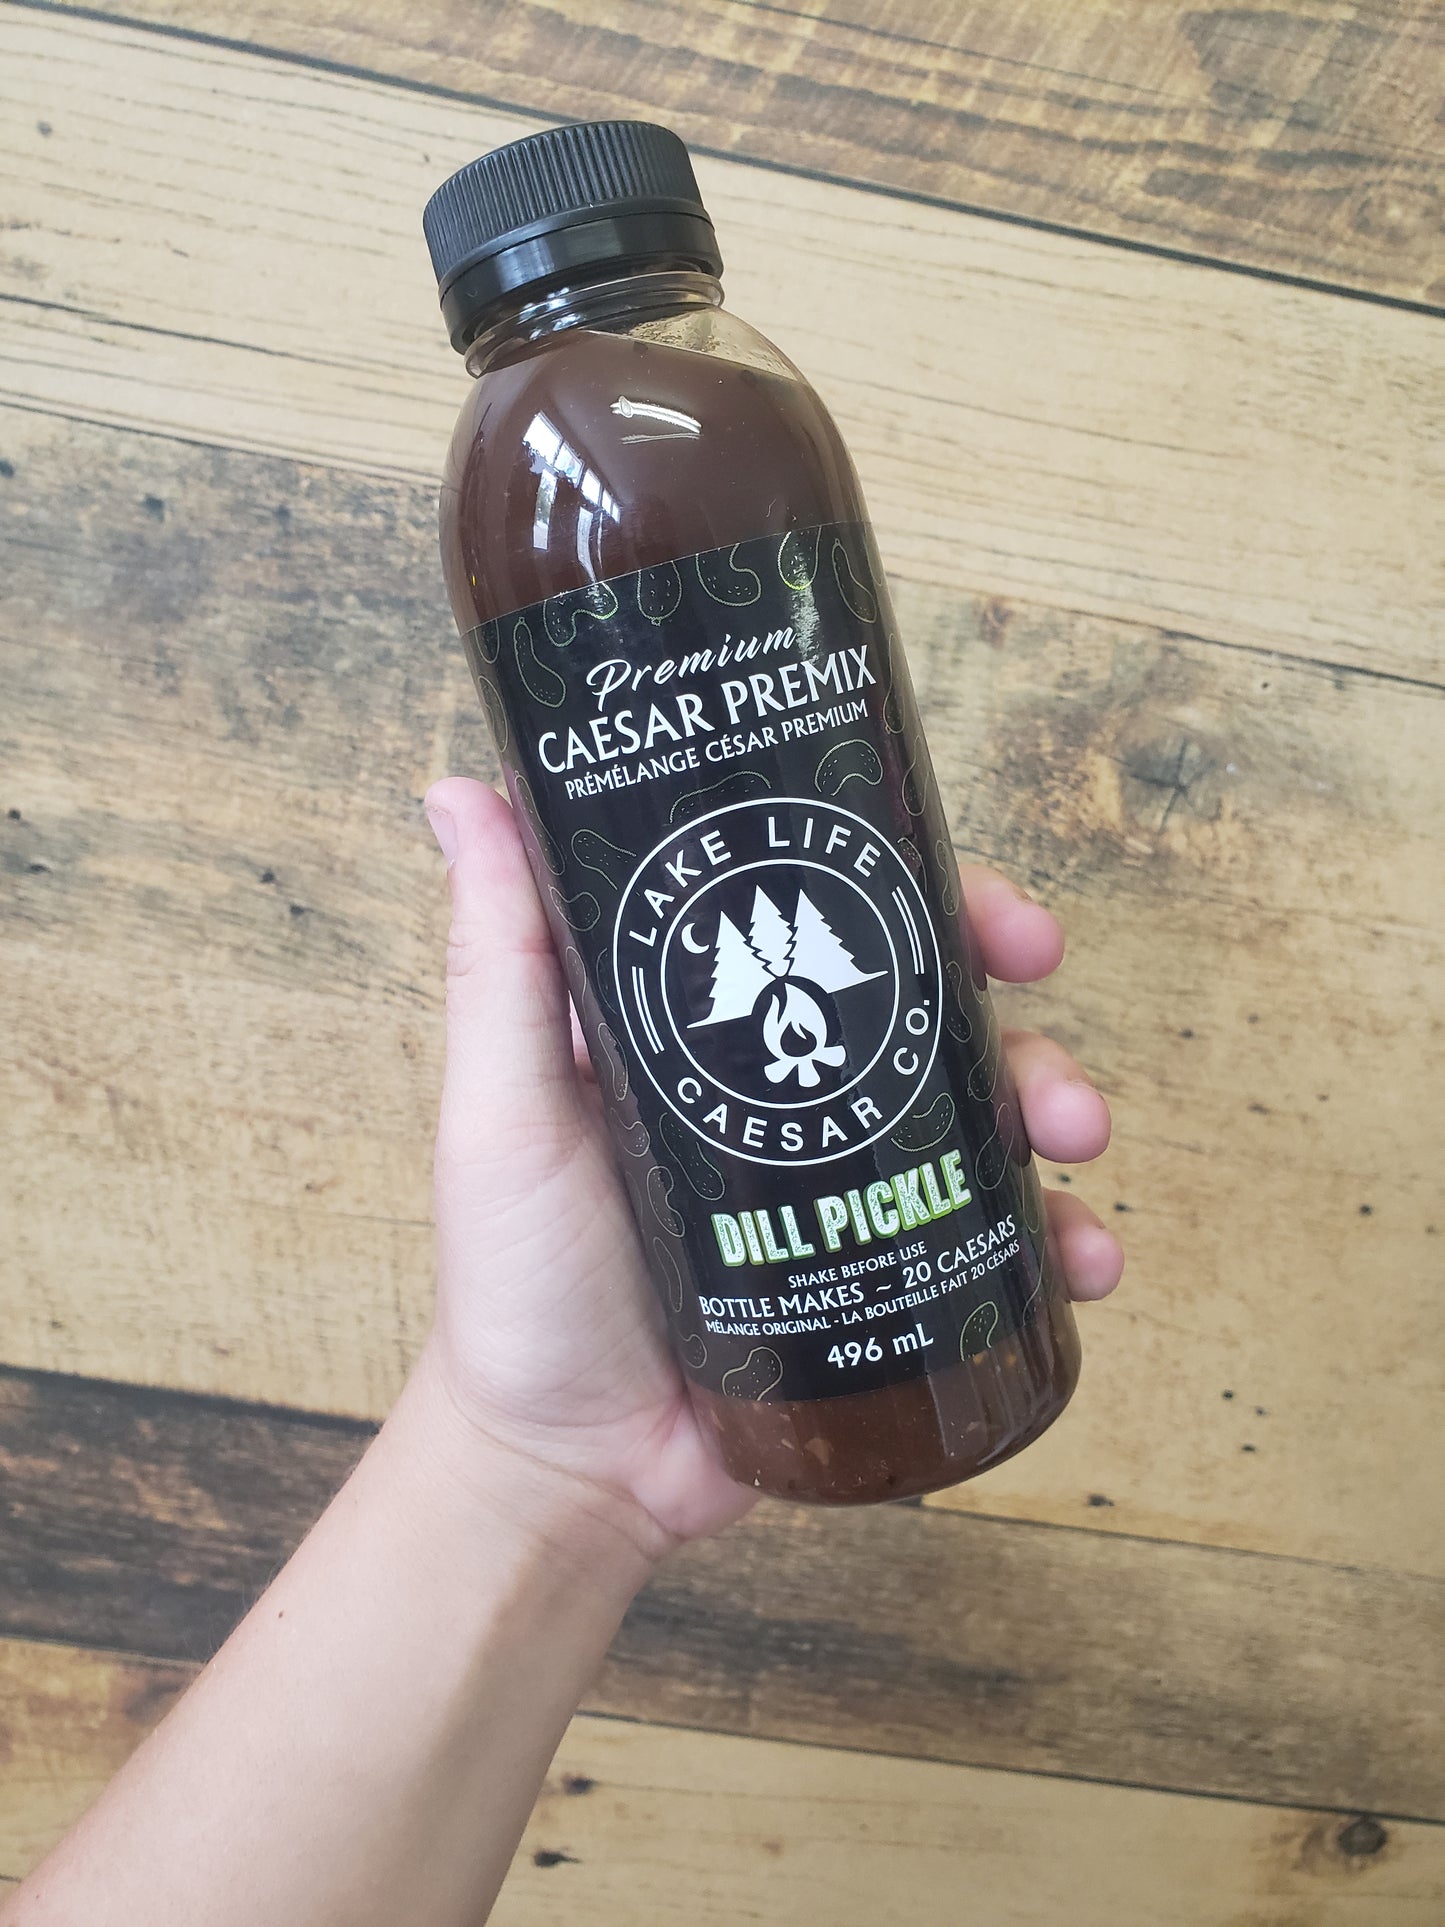 Premium
CAESAR PREMIX
PRÉMÉLANGE CÉSAR PREMIUM
LAKE LIFE
CAESAR CO.
DILL PICKLE
SHAKE BEFORE USE
BOTTLE MAKES ~ 20 CAESARS
MÉLANGE ORIGINAL - LA BOUTEILLE FAIT 20 CÉSARS
496 mL